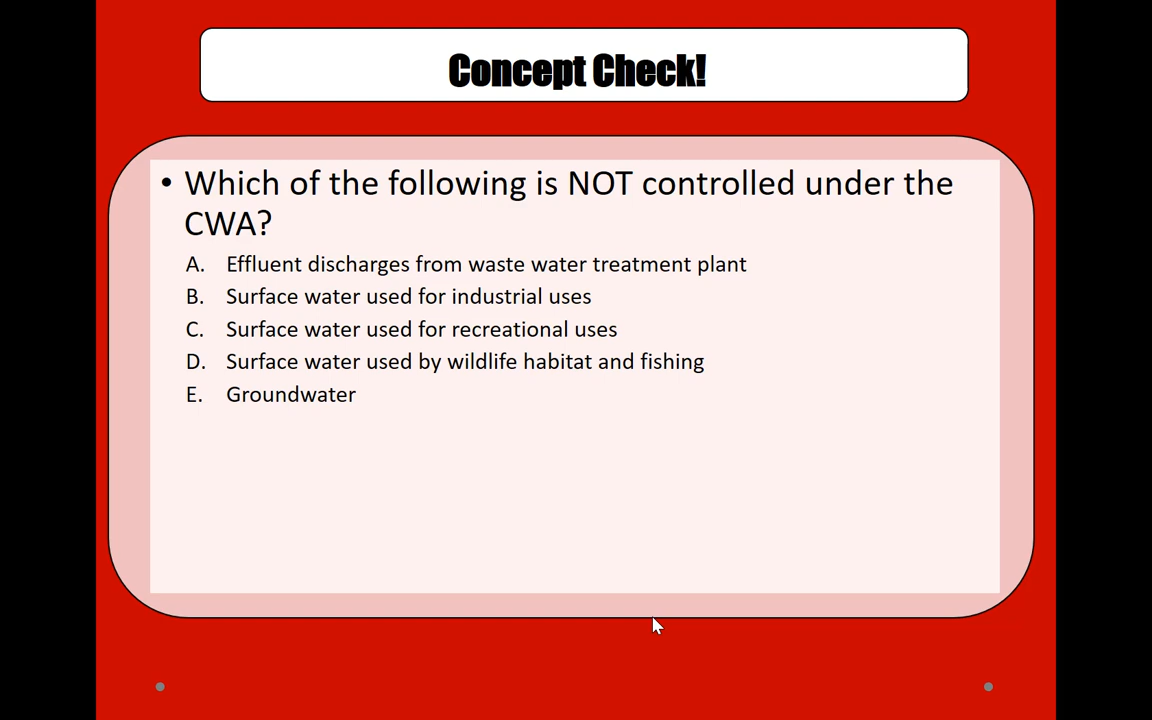 Concept Check!
• Which of the following is NOT controlled under the
CWA?
A. Effluent discharges from waste water treatment plant
B. Surface water used for industrial uses
C. Surface water used for recreational uses
D. Surface water used by wildlife habitat and fishing
E. Groundwater